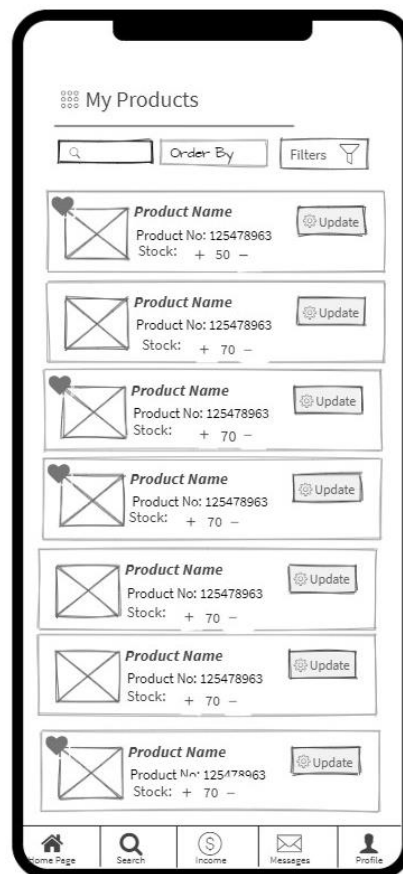 My Products
Order By Filters
Product Name
Update
Product No: 125478963
Stock: + 50 –
Product Name
Update
Product No: 125478963
Stock: + 70 –
Product Name
Update
Product No: 125478963
Stock: + 70 –
Product Name
Update
Product No: 125478963
Stock: + 70 –
Product Name
Update
Product No: 125478963
Stock: + 70 –
Product Name
Update
Product No: 125478963
Stock: + 70 –
Product Name
Update
Product No: 125478963
Stock: + 70 –
Home Page Search Income Messages Profile